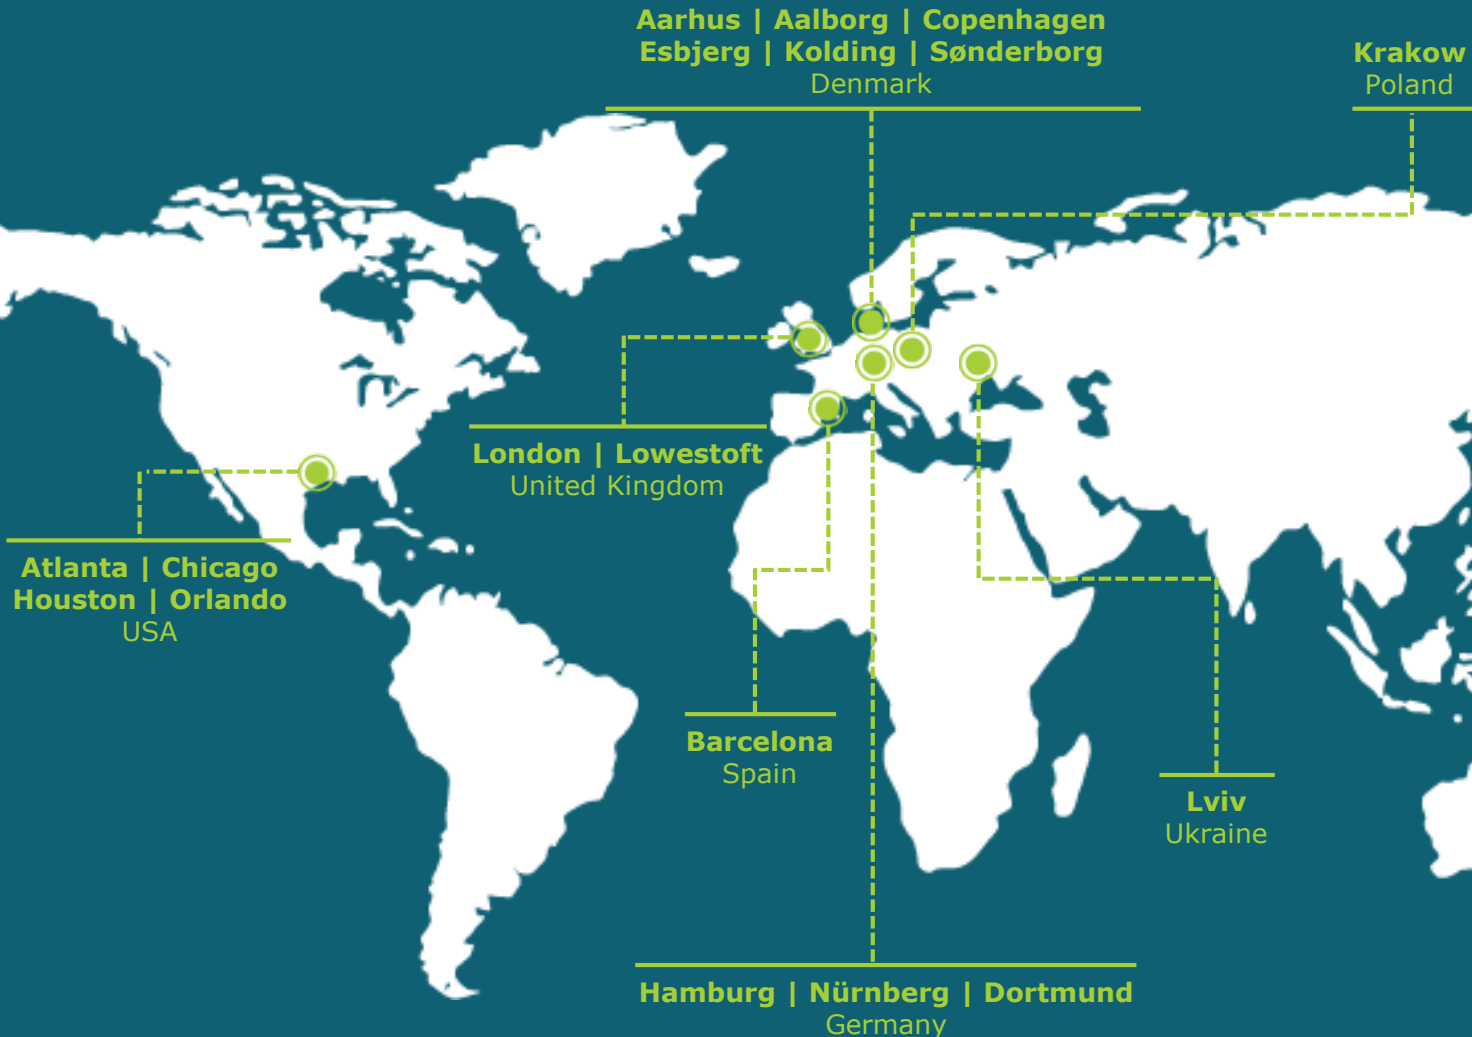 Aarhus | Aalborg | Copenhagen
Esbjerg | Kolding | Sønderborg
Denmark
Krakow
Poland
London | Lowestoft
United Kingdom
Atlanta | Chicago
Houston | Orlando
USA
Barcelona
Spain
Lviv
Ukraine
Hamburg | Nürnberg | Dortmund
Germany